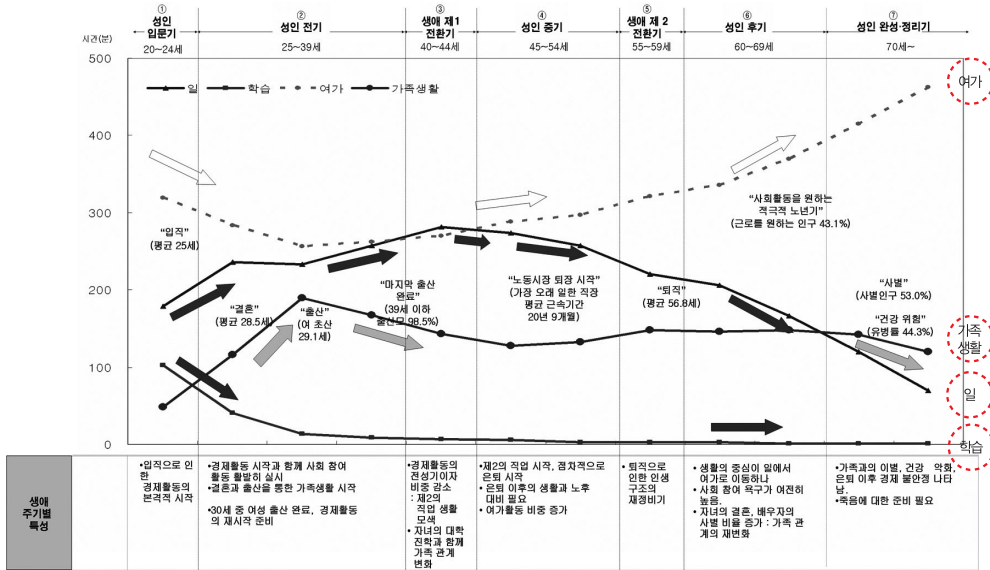 ①
성인
입문기
20~24세
②
성인 전기
25~39세
③
생애 제1
전환기
40~44세
④
성인 중기
45~54세
⑤
생애 제 2
전환기
55~59세
⑥
성인 후기
60~69세
⑦
성인 완성·정리기
70세~
시간(분)
500
400
300
200
100
0
일 학습 여가 가족생활
여가
가족
생활
일
학습
"입직"
(평균 25세)
"결혼"
(평균 28.5세)
"출산"
(여 초산
29.1세)
"마지막 출산
완료"
(39세 이하
출산모 98.5%)
"노동시장 퇴장 시작"
(가장 오래 일한 직장
평균 근속기간
20년 9개월)
"퇴직"
(평균 56.8세)
"사회활동을 원하는
적극적 노년기"
(근로를 원하는 인구 43.1%)
"사별"
(사별인구 53.0%)
"건강 위험"
(유병률 44.3%)
생애
주기별
특성
•입직으로 인
한
경제활동의
본격적 시작
•경제활동 시작과 함께 사회 참여
활동 활발히 실시
•결혼과 출산을 통한 가족생활 시작
•30세 중 여성 출산 완료, 경제활동
의 재시작 준비
•경제활동의
전성기이자
비중 감소
: 제2의
직업 생활
모색
• 자녀의 대학
진학과 함께
가족 관계
변화
•제2의 직업 시작, 점차적으로
은퇴 시작
• 은퇴 이후의 생활과 노후
대비 필요
• 여가활동 비중 증가
• 퇴직으로
인한 인생
구조의
재정비기
• 생활의 중심이 일에서
여가로 이동하나
• 사회 참여 욕구가 여전히
높음.
• 자녀의 결혼, 배우자의
사별 비율 증가 : 가족 관
계의 재변화
•가족과의 이별, 건강 악화,
은퇴 이후 경제 불안정 나타
남.
•죽음에 대한 준비 필요